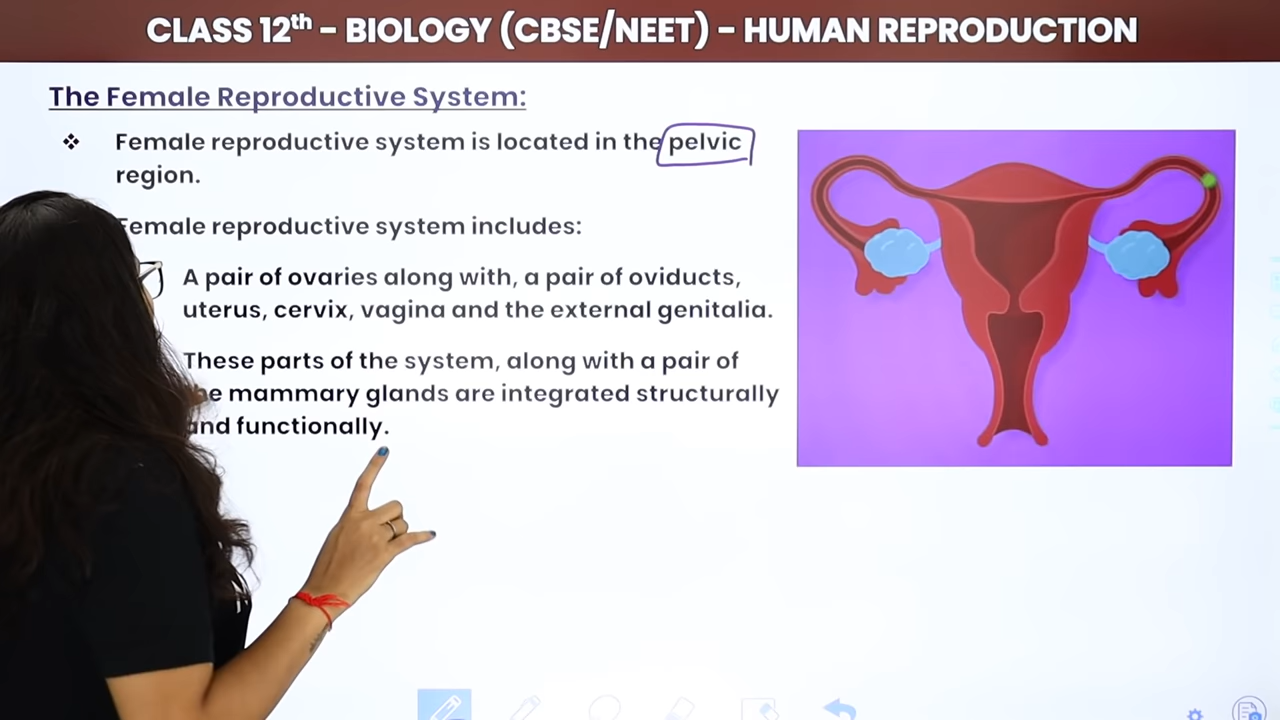 CLASS 12th – BIOLOGY (CBSE/NEET) – HUMAN REPRODUCTION
The Female Reproductive System:
❖ Female reproductive system is located in the pelvic
region.
Female reproductive system includes:
A pair of ovaries along with, a pair of oviducts,
uterus, cervix, vagina and the external genitalia.
These parts of the system, along with a pair of
mammary glands are integrated structurally
and functionally.